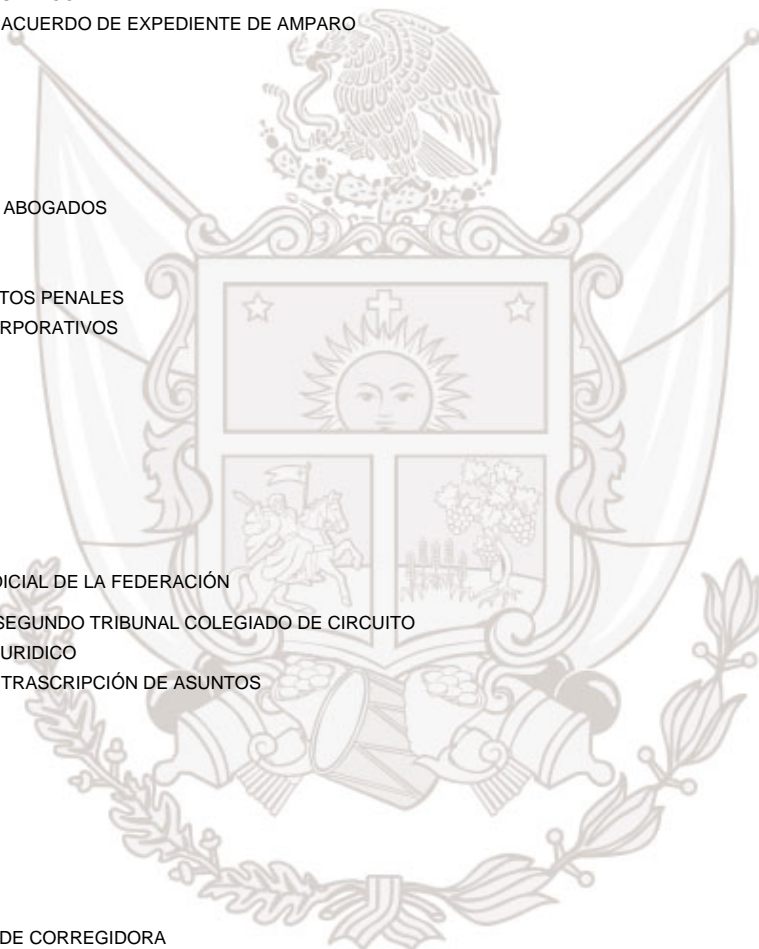 ACUERDO DE EXPEDIENTE DE AMPARO
ABOGADOS
TOS PENALES
RPORATIVOS
DICIAL DE LA FEDERACIÓN
SEGUNDO TRIBUNAL COLEGIADO DE CIRCUITO
URIDICO
TRASCRIPCIÓN DE ASUNTOS
DE CORREGIDORA